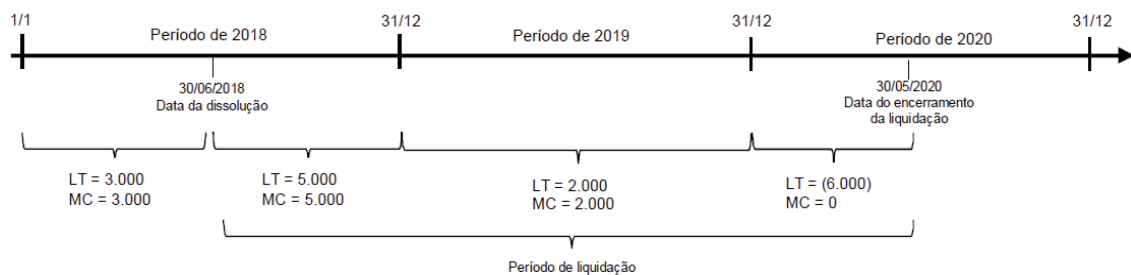 1/1
31/12
31/12
31/12
Período de 2018
Período de 2019
Período de 2020
30/06/2018
Data da dissolução
30/05/2020
Data do encerramento
da liquidação
LT = 3.000
MC = 3.000
LT = 5.000
MC = 5.000
LT = 2.000
MC = 2.000
LT = (6.000)
MC = 0
Período de liquidação